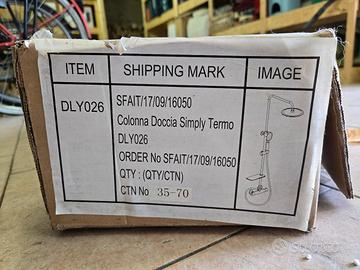 ITEM SHIPPING MARK IMAGE
DLY026 SFAIT/17/09/16050
Colonna Doccia Simply Termo
DLY026
ORDER No SFAIT/17/09/16050
QTY : (QTY/CTN)
CTN No 35-70
subito